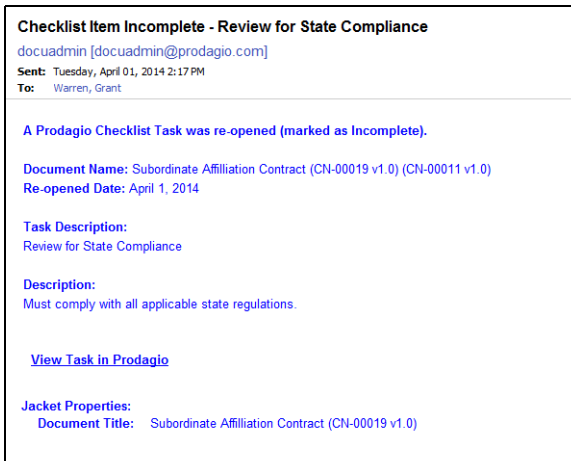 Checklist Item Incomplete - Review for State Compliance
docuadmin [docuadmin@prodagio.com]
Sent: Tuesday, April 01, 2014 2:17 PM
To: Warren, Grant
A Prodagio Checklist Task was re-opened (marked as Incomplete).
Document Name: Subordinate Affilliation Contract (CN-00019 v1.0) (CN-00011 v1.0)
Re-opened Date: April 1, 2014
Task Description:
Review for State Compliance
Description:
Must comply with all applicable state regulations.
View Task in Prodagio
Jacket Properties:
Document Title: Subordinate Affilliation Contract (CN-00019 v1.0)